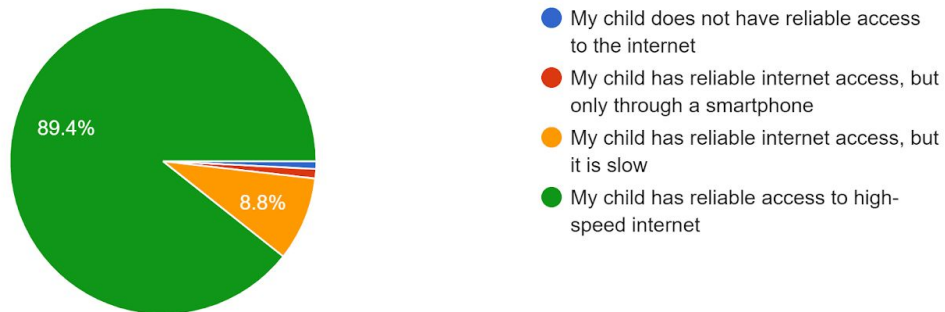 89.4%
8.8%
My child does not have reliable access
to the internet
My child has reliable internet access, but
only through a smartphone
My child has reliable internet access, but
it is slow
My child has reliable access to high-
speed internet